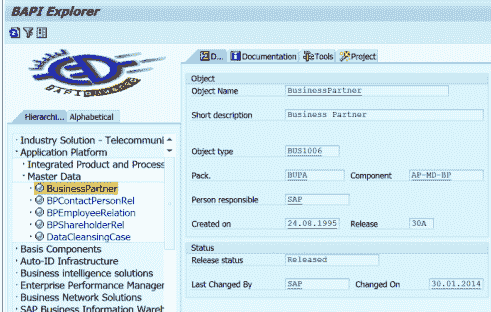 BAPI Explorer
D... Documentation Tools Project
Hierarchi... Alphabetical
Industry Solution - Telecommuni
Application Platform
Integrated Product and Process
Master Data
BusinessPartner
BPContactPersonRel
BPEmployeeRelation
BPShareholderRel
DataCleansingCase
Basis Components
Auto-ID Infrastructure
Business intelligence solutions
Enterprise Performance Manager
Business Network Solutions
SAP Business Information Wareh
Object
Object Name BusinessPartner
Short description Business Partner
Object type BUS1006
Pack. BUPA Component AP-MD-BP
Person responsible SAP
Created on 24.08.1995 Release 30A
Status
Release status Released
Last Changed By SAP Changed On 30.01.2014